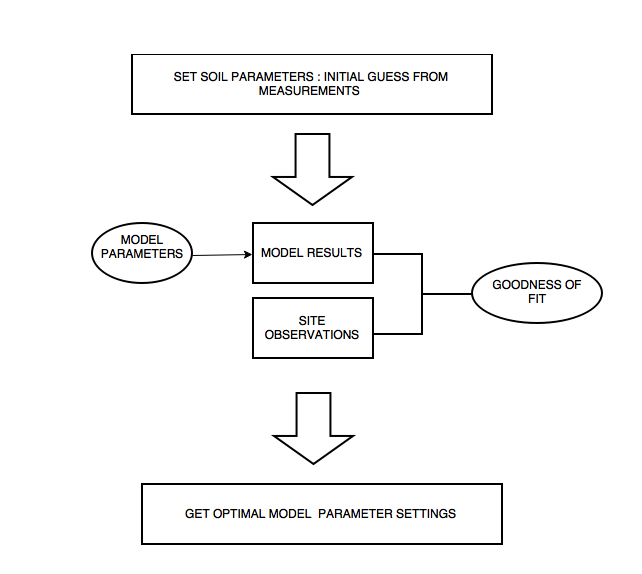 SET SOIL PARAMETERS : INITIAL GUESS FROM
MEASUREMENTS
MODEL
PARAMETERS
MODEL RESULTS
SITE
OBSERVATIONS
GOODNESS OF
FIT
GET OPTIMAL MODEL  PARAMETER SETTINGS